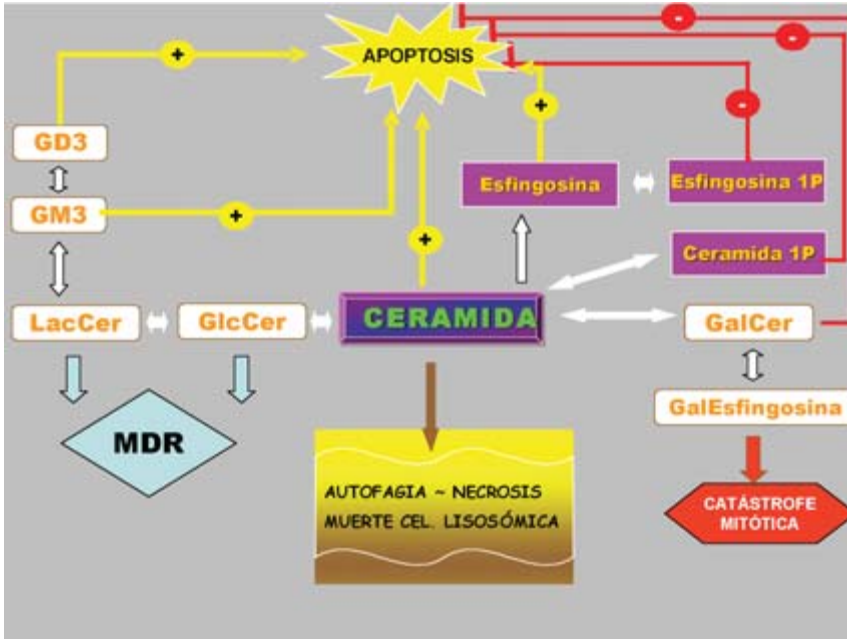 -
-
+
APOPTOSIS
+
-
GD3
Esfingosina
Esfingosina 1P
GM3
+
+
Ceramida 1P
LacCer
GlcCer
CERAMIDA
GalCer
GalEsfingosina
MDR
AUTOFAGIA ~ NECROSIS
MUERTE CEL. LISOSÓMICA
CATÁSTROFE
MITÓTICA